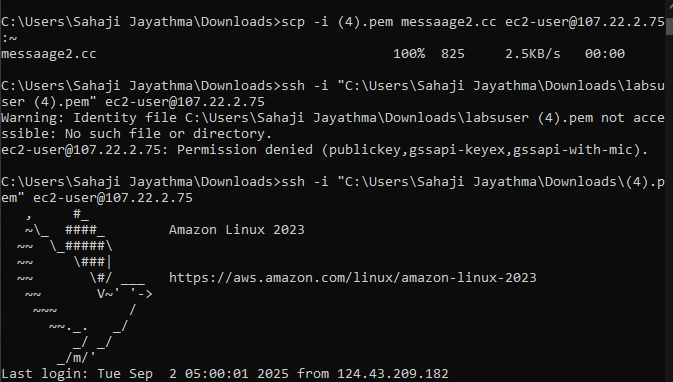 C:\Users\Sahaji Jayathma\Downloads>scp -i (4).pem messaage2.cc ec2-user@107.22.2.75
:~
messaage2.cc                                  100%  825     2.5KB/s   00:00

C:\Users\Sahaji Jayathma\Downloads>ssh -i "C:\Users\Sahaji Jayathma\Downloads\labsu
ser (4).pem" ec2-user@107.22.2.75
Warning: Identity file C:\Users\Sahaji Jayathma\Downloads\labsuser (4).pem not acce
ssible: No such file or directory.
ec2-user@107.22.2.75: Permission denied (publickey,gssapi-keyex,gssapi-with-mic).

C:\Users\Sahaji Jayathma\Downloads>ssh -i "C:\Users\Sahaji Jayathma\Downloads\(4).p
em" ec2-user@107.22.2.75
   ,     #_
   ~\_  ####_        Amazon Linux 2023
  ~~  \_#####\
  ~~     \###|
  ~~       \#/ ___   https://aws.amazon.com/linux/amazon-linux-2023
   ~~       V~' '->
    ~~~         /
      ~~._.   _/
         _/ _/
       _/m/'
Last login: Tue Sep  2 05:00:01 2025 from 124.43.209.182